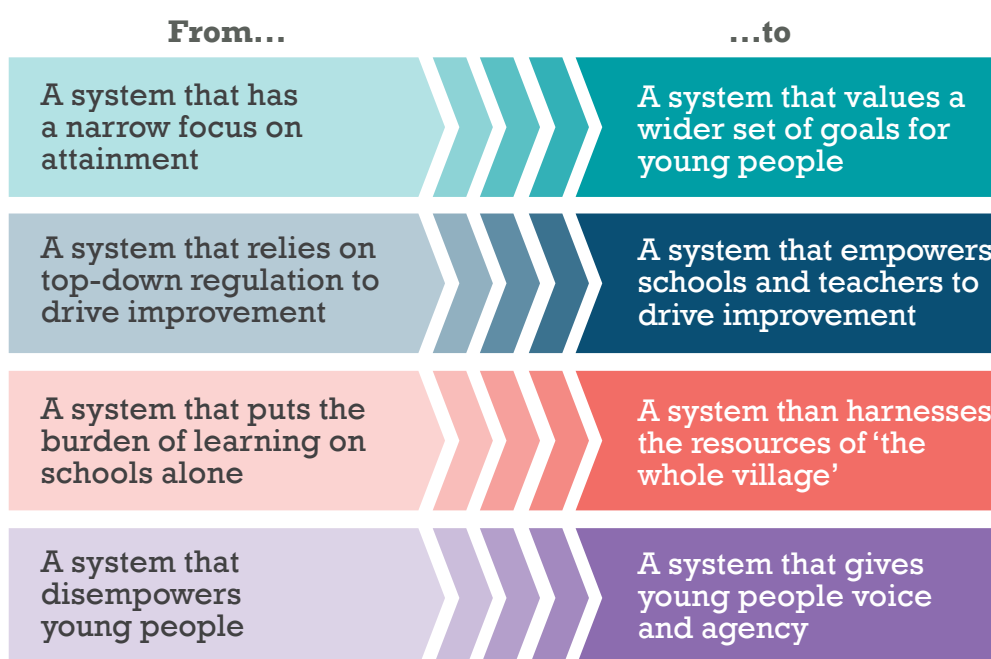 From…
…to
A system that has
a narrow focus on
attainment
A system that values a
wider set of goals for
young people
A system that relies on
top-down regulation to
drive improvement
A system that empowers
schools and teachers to
drive improvement
A system that puts the
burden of learning on
schools alone
A system than harnesses
the resources of ‘the
whole village’
A system that
disempowers
young people
A system that gives
young people voice
and agency